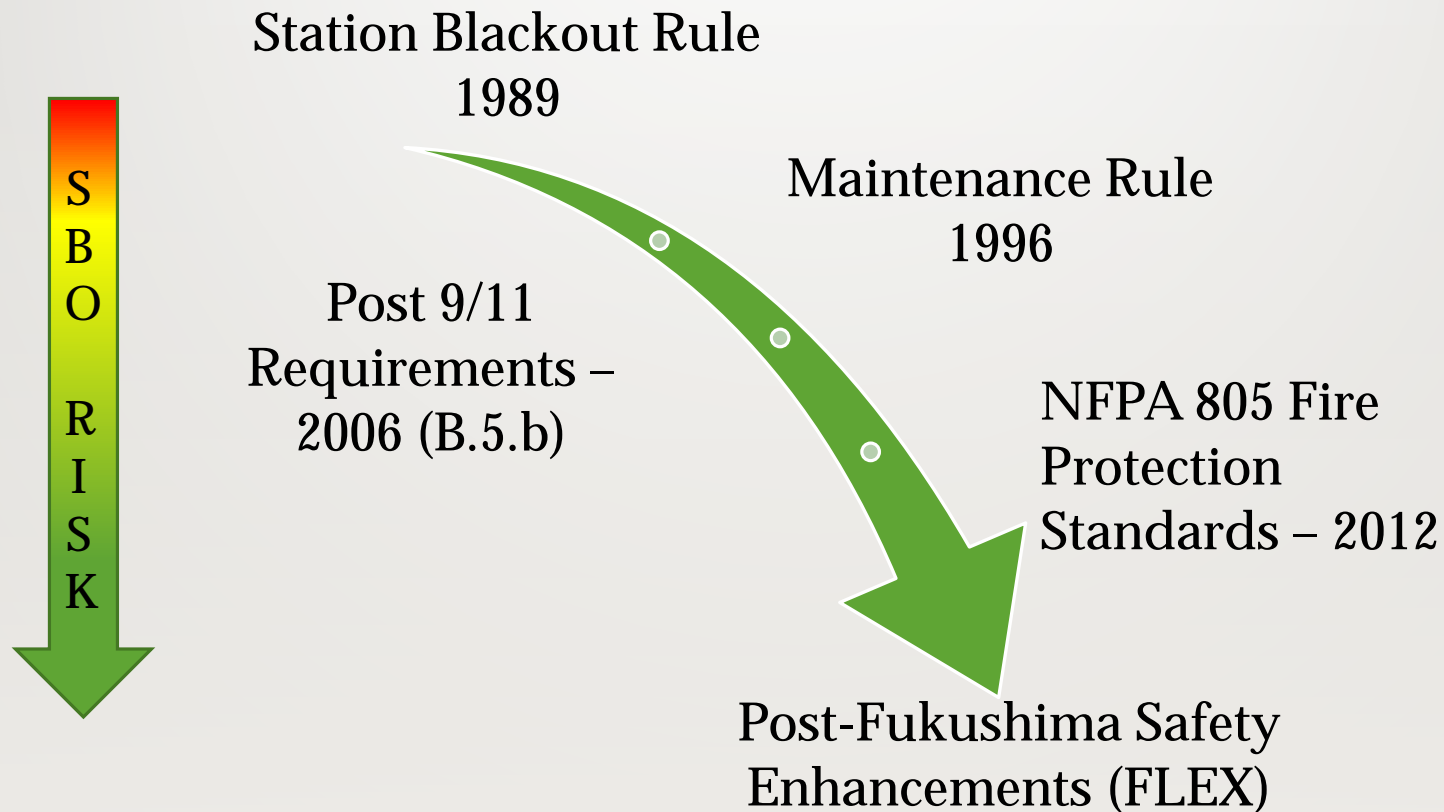 Station Blackout Rule
1989
S
B
O
R
I
S
K
Maintenance Rule
1996
Post 9/11
Requirements –
2006 (B.5.b)
NFPA 805 Fire
Protection
Standards – 2012
Post-Fukushima Safety
Enhancements (FLEX)